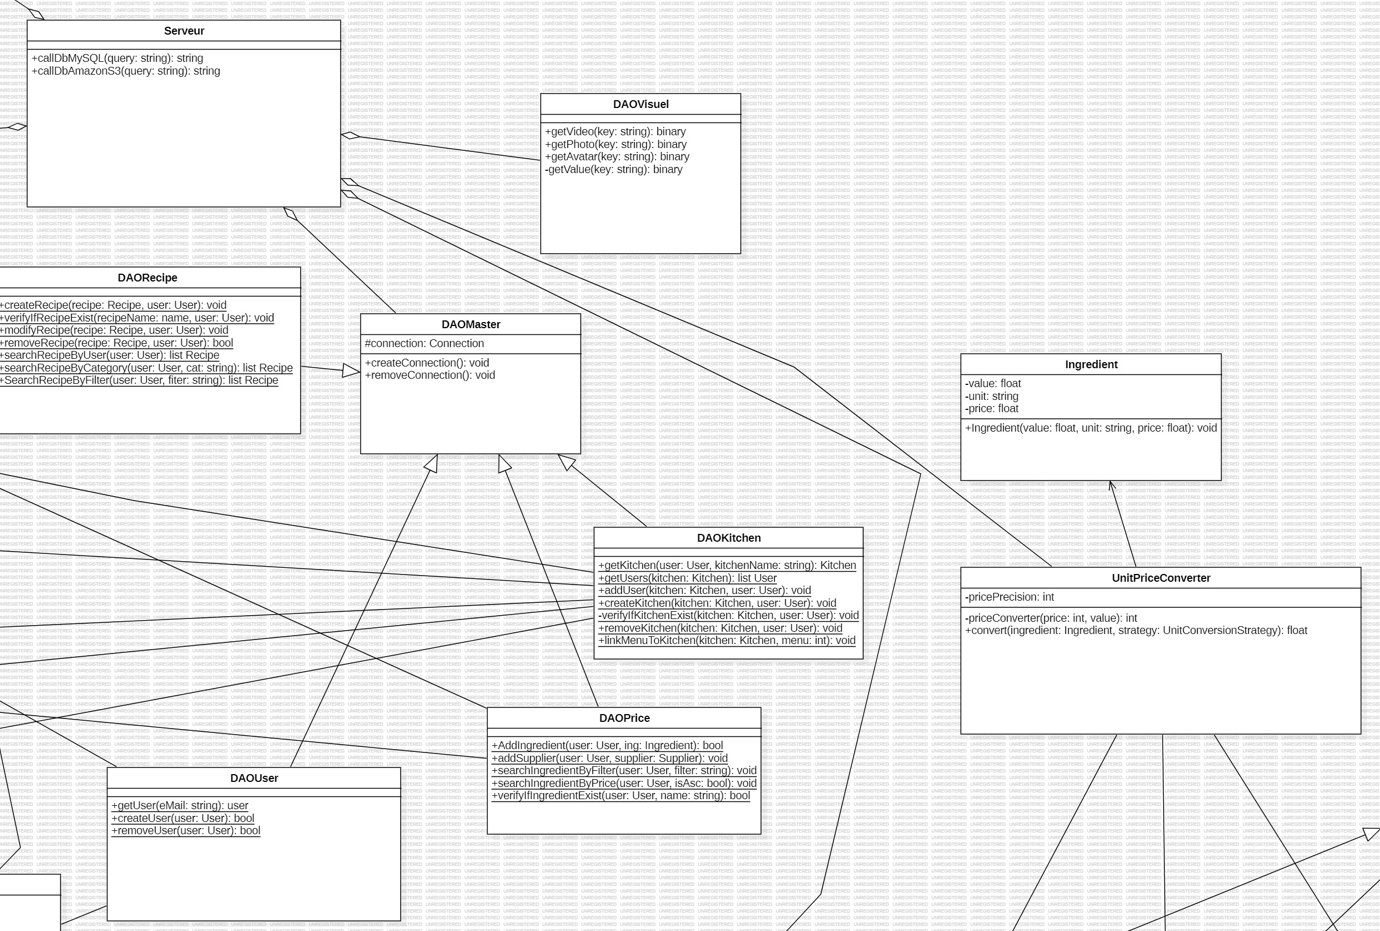 Serveur
+callDbMySQL(query: string): string
+callDbAmazonS3(query: string): string
DAOVisuel
+getVideo(key: string): binary
+getPhoto(key: string): binary
+getAvatar(key: string): binary
-getValue(key: string): binary
DAORecipe
+createRecipe(recipe: Recipe, user: User): void
+verifyIfRecipeExist(recipeName: name, user: User): void
+modifyRecipe(recipe: Recipe, user: User): void
+removeRecipe(recipe: Recipe, user: User): bool
+searchRecipeByUser(user: User): list Recipe
+searchRecipeByCategory(user: User, cat: string): list Recipe
+SearchRecipeByFilter(user: User, fiter: string): list Recipe
DAOMaster
#connection: Connection
+createConnection(): void
+removeConnection(): void
Ingredient
-value: float
-unit: string
-price: float
+Ingredient(value: float, unit: string, price: float): void
DAOKitchen
+getKitchen(user: User, kitchenName: string): Kitchen
+getUsers(kitchen: Kitchen): list User
+addUser(kitchen: Kitchen, user: User): void
+createKitchen(kitchen: Kitchen, user: User): void
-verifyIfKitchenExist(kitchen: Kitchen, user: User): void
+removeKitchen(kitchen: Kitchen, user: User): void
+linkMenuToKitchen(kitchen: Kitchen, menu: int): void
UnitPriceConverter
-pricePrecision: int
-priceConverter(price: int, value): int
+convert(ingredient: Ingredient, strategy: UnitConversionStrategy): float
DAOPrice
+AddIngredient(user: User, ing: Ingredient): bool
+addSupplier(user: User, supplier: Supplier): void
+searchIngredientByFilter(user: User, filter: string): void
+searchIngredientByPrice(user: User, isAsc: bool): void
+verifyIfIngredientExist(user: User, name: string): bool
DAOUser
+getUser(eMail: string): user
+createUser(user: User): bool
+removeUser(user: User): bool